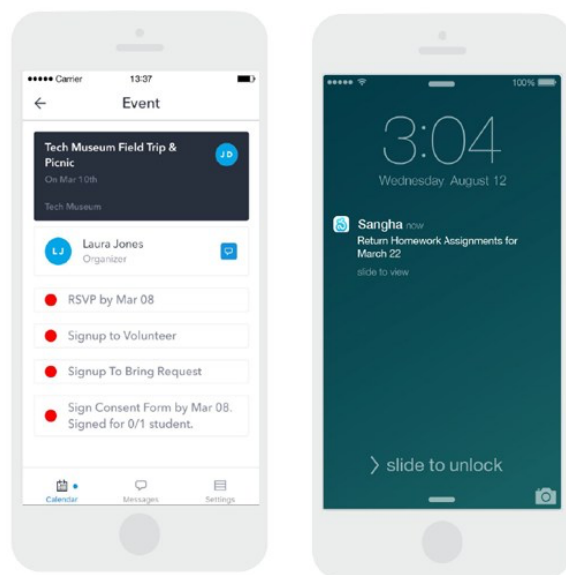 Carrier
13:37
Event
Tech Museum Field Trip &
Picnic
JD
On Mar 10th
Tech Museum
LJ
Laura Jones
Organizer
RSVP by Mar 08
Signup to Volunteer
Signup To Bring Request
Sign Consent Form by Mar 08.
Signed for 0/1 student.
Calendar
Messages
Settings
100%
3:04
Wednesday August 12
Sangha now
Return Homework Assignments for
March 22
slide to view
slide to unlock